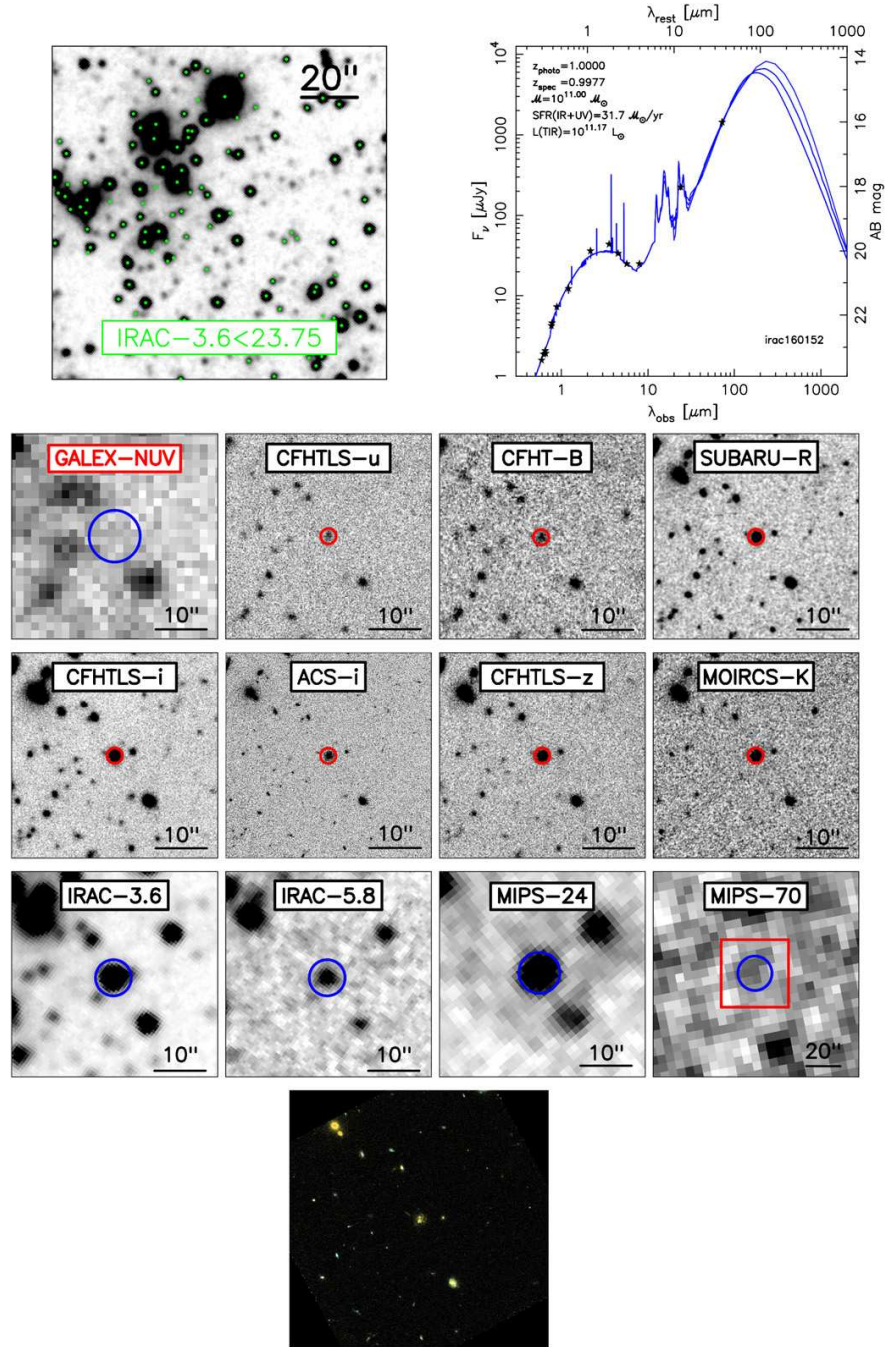 20"
IRAC−3.6<23.75
λrest [μm]
1 10 100 1000
10⁴
1000
100
10
1
Fν [μJy]
zphoto=1.0000
zspec=0.9977
ℳ=10¹¹·⁰⁰ ℳ⊙
SFR(IR+UV)=31.7 ℳ⊙/yr
L(TIR)=10¹¹·¹⁷ L⊙
irac160152
14
16
18
20
22
AB mag
1 10 100 1000
λobs [μm]
GALEX−NUV
10"
CFHTLS−u
10"
CFHT−B
10"
SUBARU−R
10"
CFHTLS−i
10"
ACS−i
10"
CFHTLS−z
10"
MOIRCS−K
10"
IRAC−3.6
10"
IRAC−5.8
10"
MIPS−24
10"
MIPS−70
20"